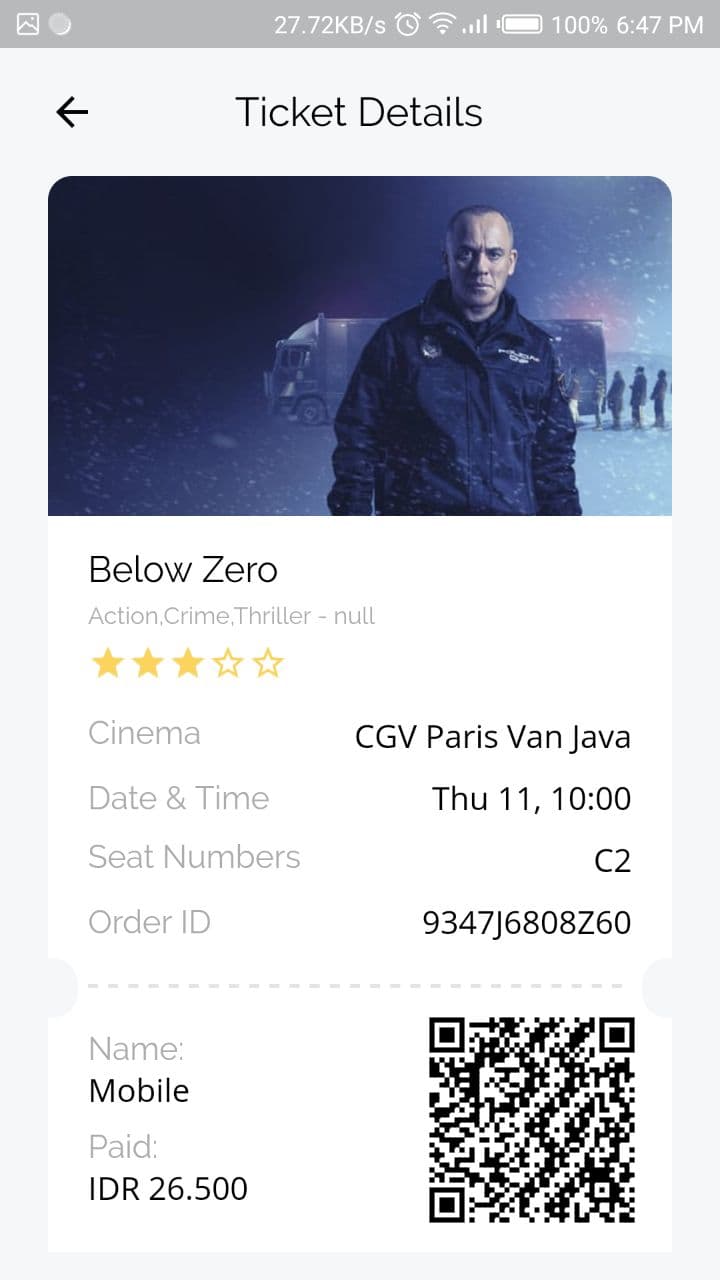 27.72KB/s 100% 6:47 PM
Ticket Details
Below Zero
Action,Crime,Thriller - null
Cinema CGV Paris Van Java
Date & Time Thu 11, 10:00
Seat Numbers C2
Order ID 9347J6808Z60
Name:
Mobile
Paid:
IDR 26.500